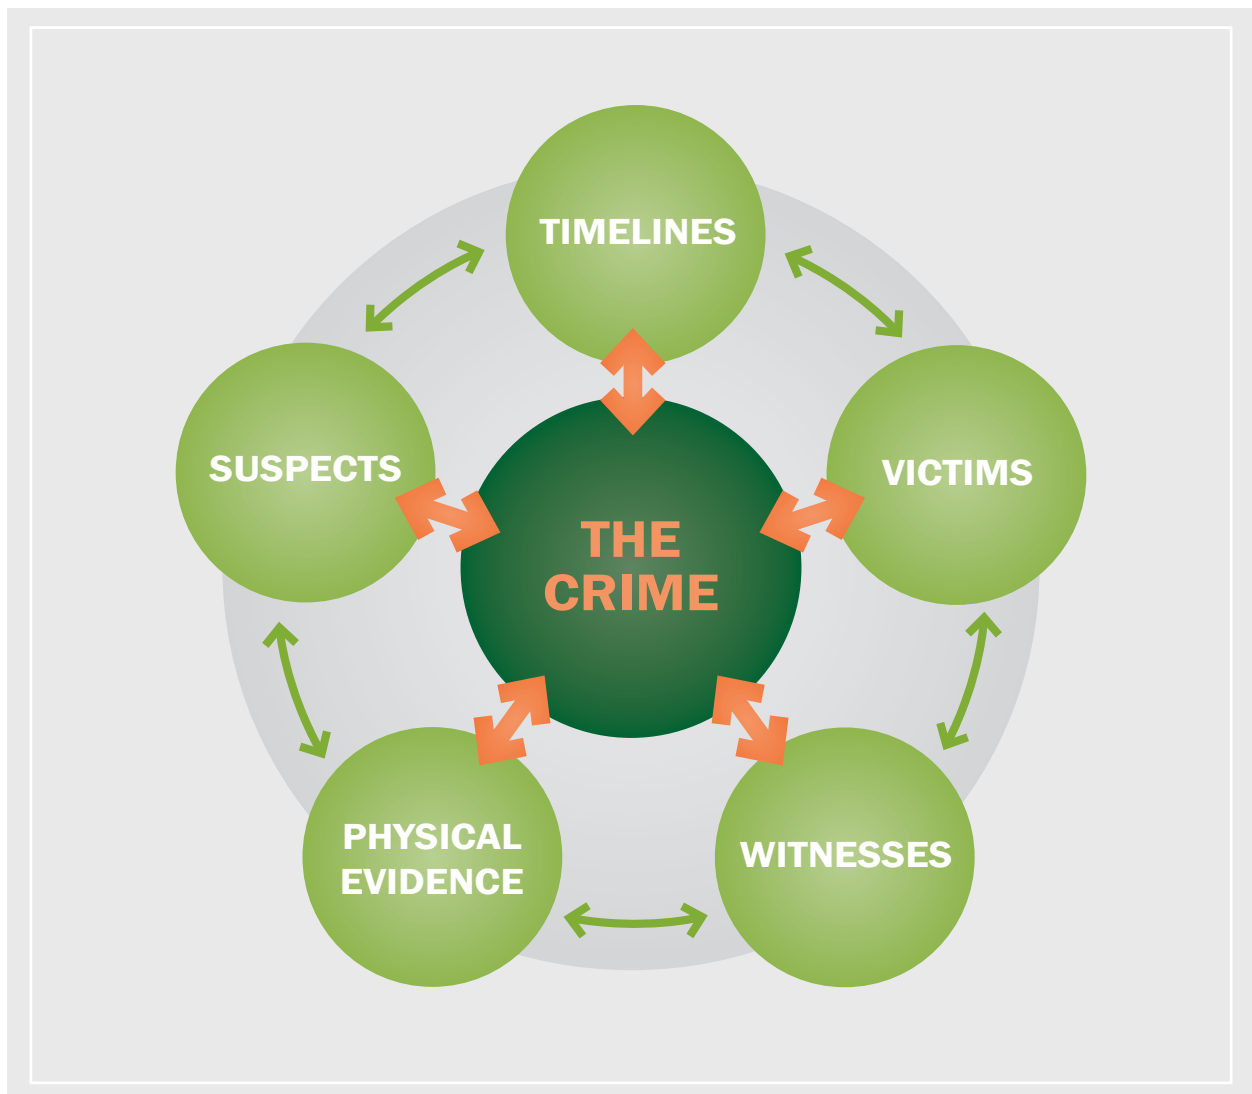 TIMELINES
SUSPECTS
VICTIMS
THE
CRIME
PHYSICAL
EVIDENCE
WITNESSES